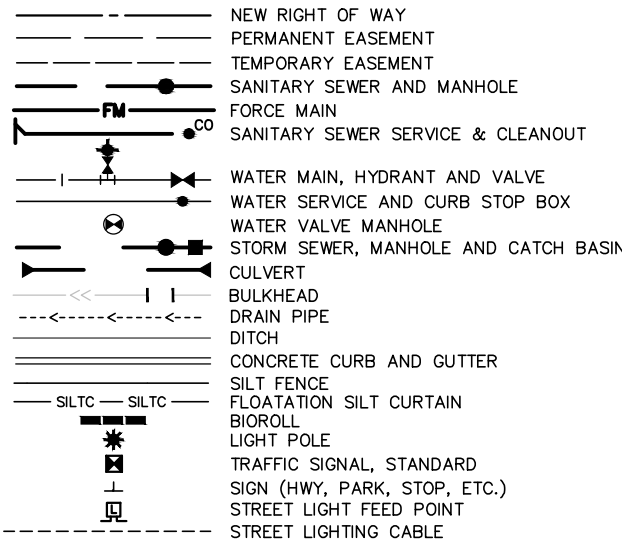 NEW RIGHT OF WAY
PERMANENT EASEMENT
TEMPORARY EASEMENT
SANITARY SEWER AND MANHOLE
FM FORCE MAIN
CO SANITARY SEWER SERVICE & CLEANOUT
WATER MAIN, HYDRANT AND VALVE
WATER SERVICE AND CURB STOP BOX
WATER VALVE MANHOLE
STORM SEWER, MANHOLE AND CATCH BASIN
CULVERT
BULKHEAD
DRAIN PIPE
DITCH
CONCRETE CURB AND GUTTER
SILT FENCE
SILTC SILTC FLOATATION SILT CURTAIN
BIOROLL
LIGHT POLE
TRAFFIC SIGNAL, STANDARD
SIGN (HWY, PARK, STOP, ETC.)
L STREET LIGHT FEED POINT
STREET LIGHTING CABLE